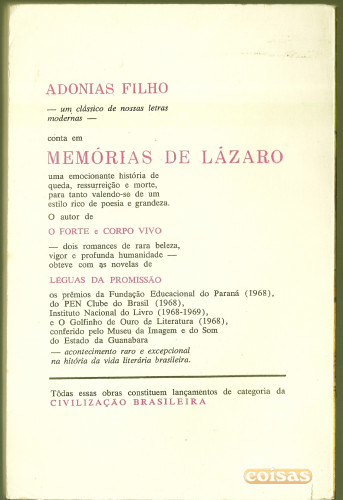 ADONIAS FILHO
— um clássico de nossas letras
modernas —
conta em
MEMÓRIAS DE LÁZARO
uma emocionante história de
queda, ressurreição e morte,
para tanto valendo-se de um
estilo rico de poesia e grandeza.
O autor de
O FORTE e CORPO VIVO
— dois romances de rara beleza,
vigor e profunda humanidade —
obteve com as novelas de
LÉGUAS DA PROMISSÃO
os prêmios da Fundação Educacional do Paraná (1968),
do PEN Clube do Brasil (1968),
Instituto Nacional do Livro (1968-1969),
e O Golfinho de Ouro de Literatura (1968),
conferido pelo Museu da Imagem e do Som
do Estado da Guanabara
— acontecimento raro e excepcional
na história da vida literária brasileira.
Tôdas essas obras constituem lançamentos de categoria da
CIVILIZAÇÃO BRASILEIRA
coisas